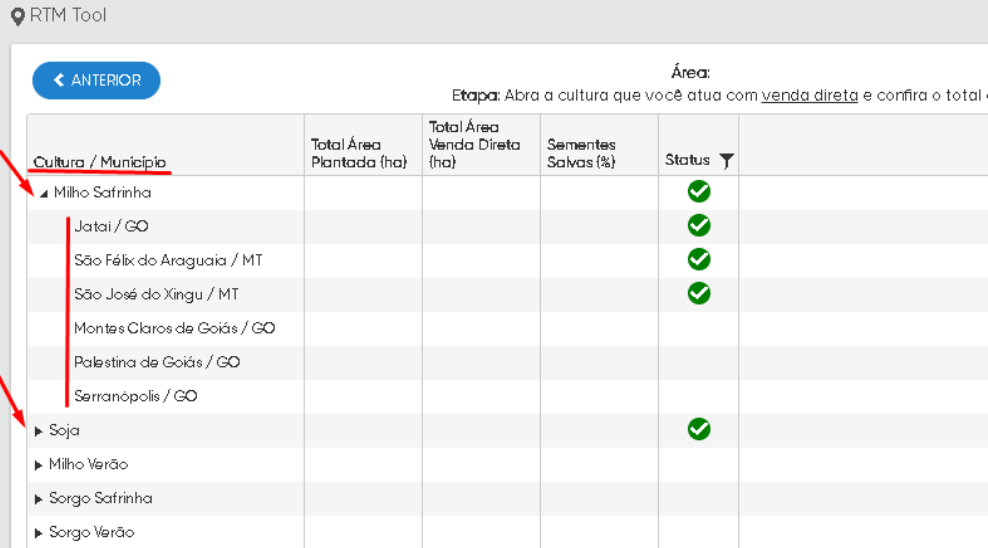 RTM Tool
ANTERIOR
Área:
Etapa: Abra a cultura que você atua com venda direta e confira o total
Cultura / Município
Total Área Plantada (ha)
Total Área Venda Direta (ha)
Sementes Salvas (%)
Status
Milho Safrinha
Jatai / GO
São Félix do Araguaia / MT
São José do Xingu / MT
Montes Claros de Goiás / GO
Palestina de Goiás / GO
Serranópolis / GO
Soja
Milho Verão
Sorgo Safrinha
Sorgo Verão